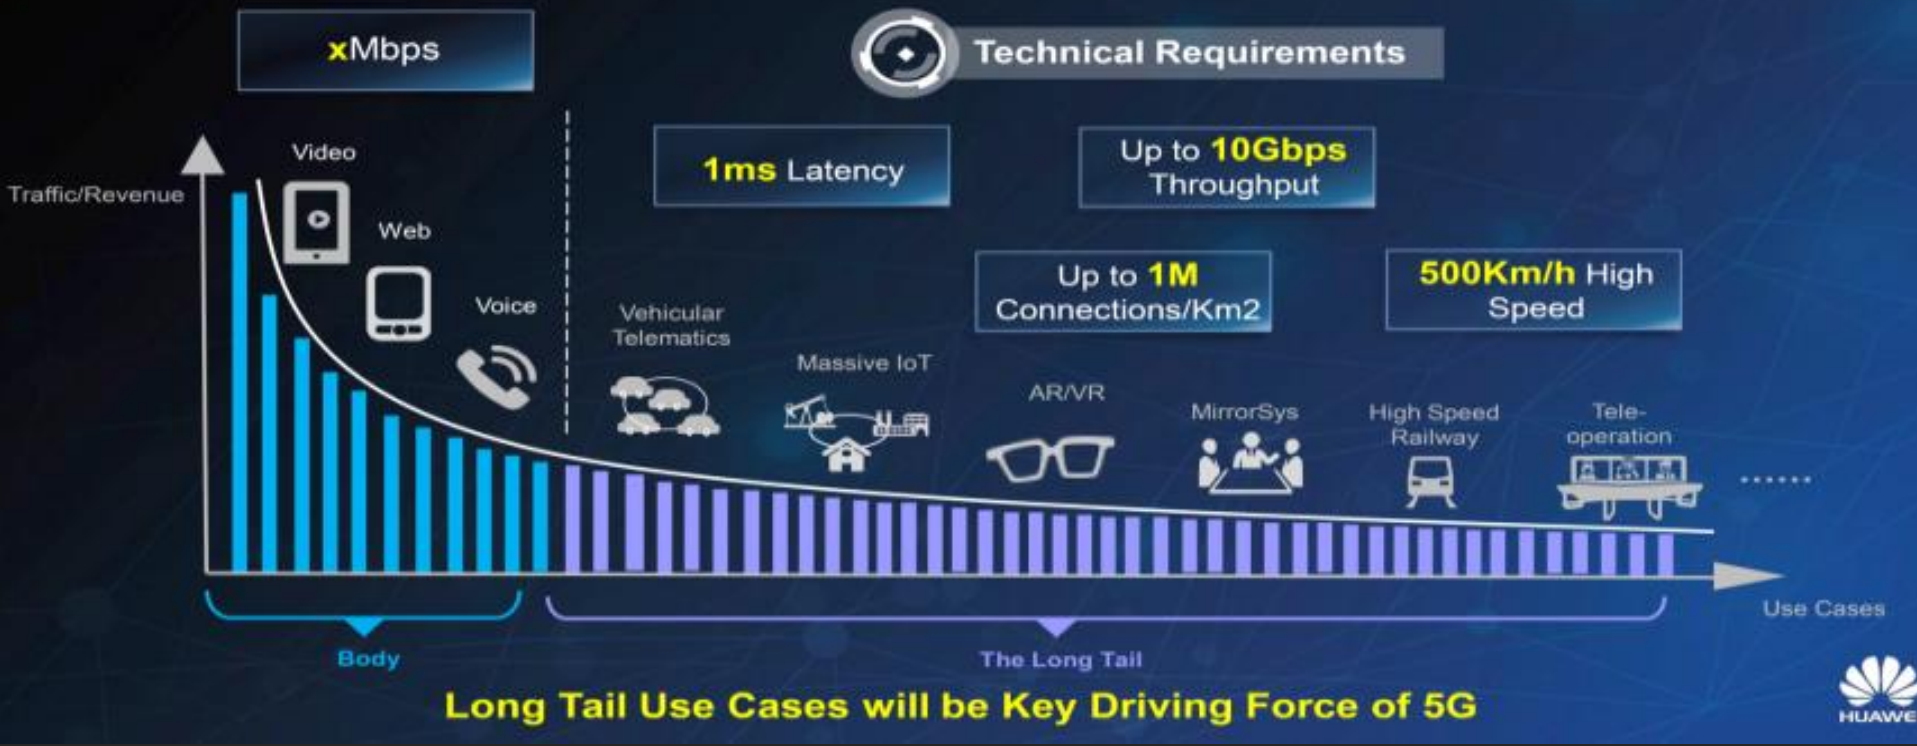 xMbps
Technical Requirements
1ms Latency
Up to 10Gbps
Throughput
Up to 1M
Connections/Km2
500Km/h High
Speed
Traffic/Revenue
Video
Web
Voice
Vehicular
Telematics
Massive IoT
AR/VR
MirrorSys
High Speed
Railway
Tele-
operation
......
Use Cases
Body
The Long Tail
Long Tail Use Cases will be Key Driving Force of 5G
HUAWE